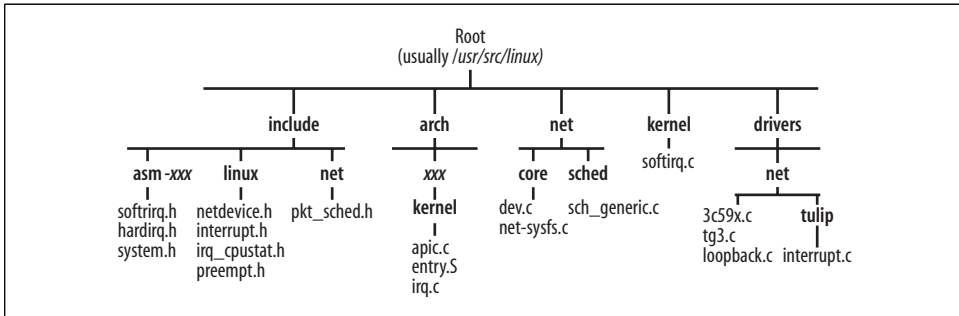 Root
(usually /usr/src/linux)
include
arch
net
kernel
drivers
asm-xxx
linux
net
xxx
kernel
core
sched
softirq.c
net
softrirq.h
hardirq.h
system.h
netdevice.h
interrupt.h
irq_cpustat.h
preempt.h
pkt_sched.h
apic.c
entry.S
irq.c
dev.c
net-sysfs.c
sch_generic.c
3c59x.c
tg3.c
loopback.c
tulip
interrupt.c